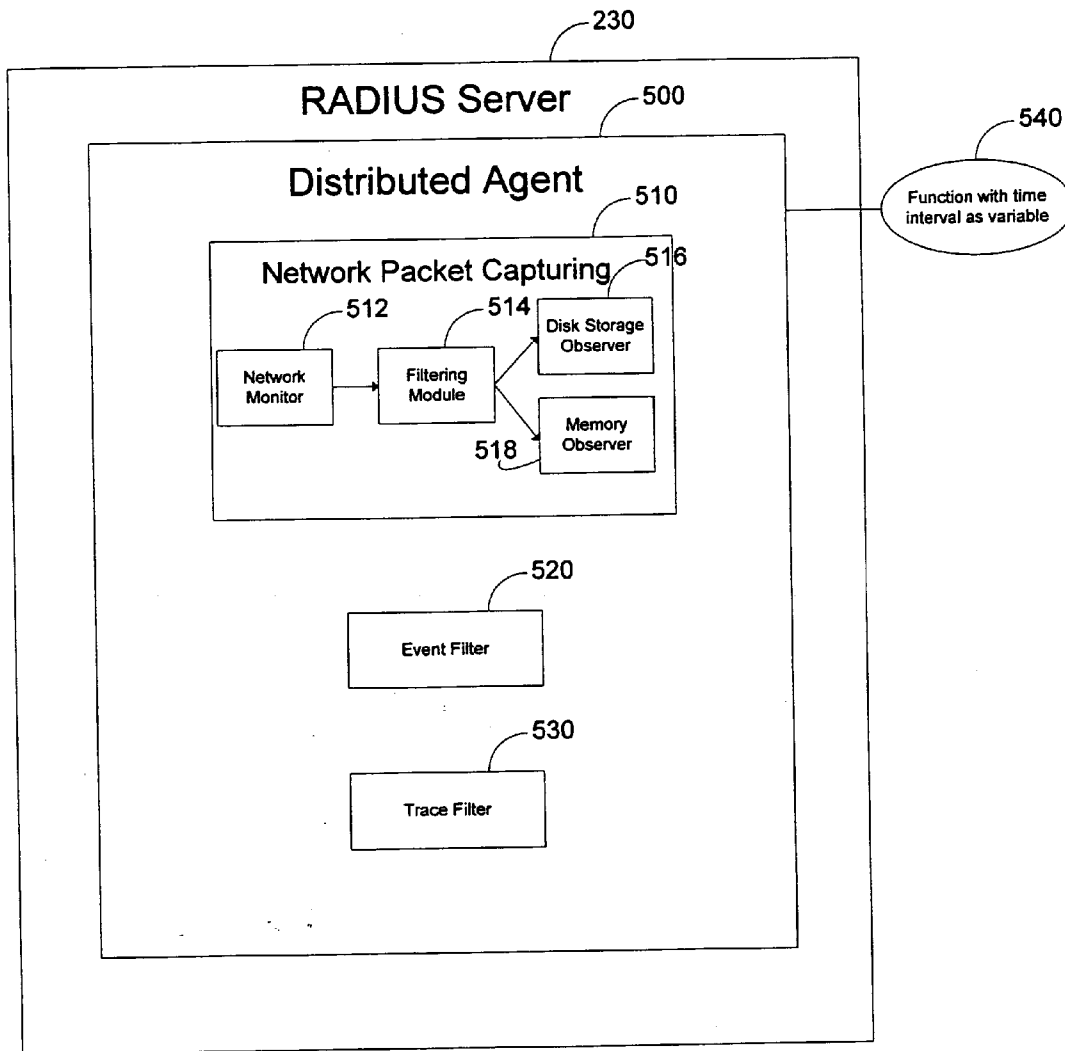 230
RADIUS Server
500
540
Distributed Agent
Function with time
interval as variable
510
Network Packet Capturing
516
512
514
Disk Storage
Observer
Network
Monitor
Filtering
Module
Memory
Observer
518
520
Event Filter
530
Trace Filter